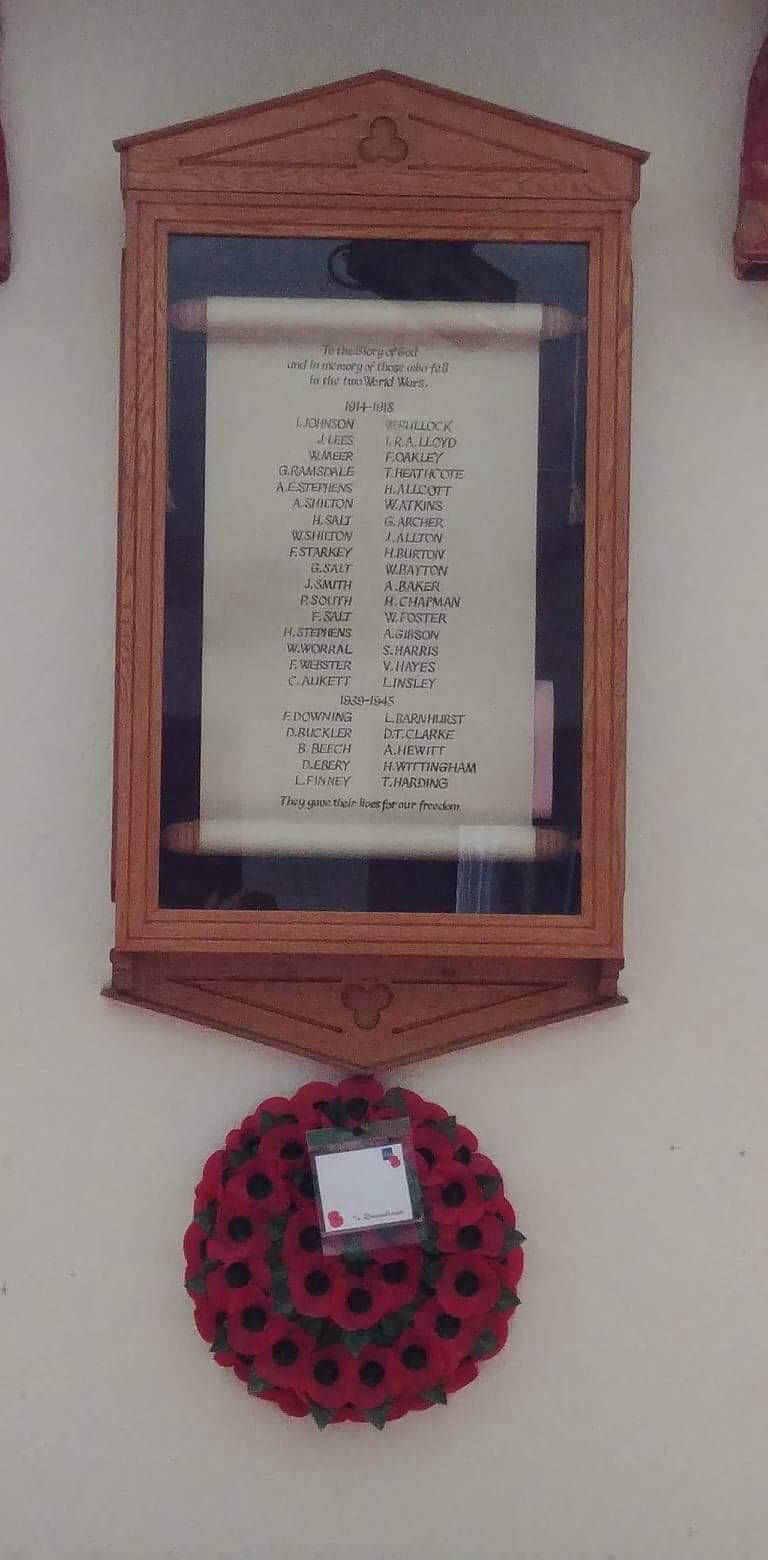 To the Glory of God
and in memory of those who fell
in the two World Wars.
1914-1918
I. JOHNSON W. BULLOCK
J. LEES I. R. A. LLOYD
W. MEER F. OAKLEY
G. RAMSDALE T. HEATHCOTE
A. E. STEPHENS H. ALLCOTT
A. SHILTON W. ATKINS
H. SALT G. ARCHER
W. SHILTON J. ALLTON
F. STARKEY H. BURTON
G. SALT W. BAYTON
J. SMITH A. BAKER
P. SOUTH H. CHAPMAN
F. SALT W. FOSTER
H. STEPHENS A. GIBSON
W. WORRAL S. HARRIS
F. WEBSTER V. HAYES
C. AUKETT L. INSLEY
1939-1945
F. DOWNING L. BARNHURST
D. BUCKLER D. T. CLARKE
B. BEECH A. HEWITT
D. EBERY H. WITTINGHAM
L. FINNEY T. HARDING
They gave their lives for our freedom.
In Remembrance